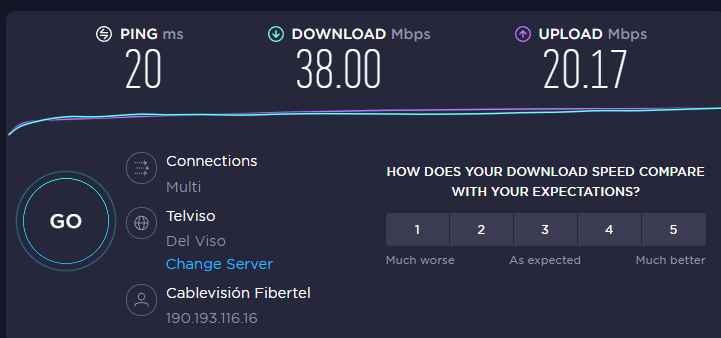 PING ms
20
DOWNLOAD Mbps
38.00
UPLOAD Mbps
20.17
GO
Connections
Multi
Telviso
Del Viso
Change Server
Cablevisión Fibertel
190.193.116.16
HOW DOES YOUR DOWNLOAD SPEED COMPARE
WITH YOUR EXPECTATIONS?
1 2 3 4 5
Much worse As expected Much better